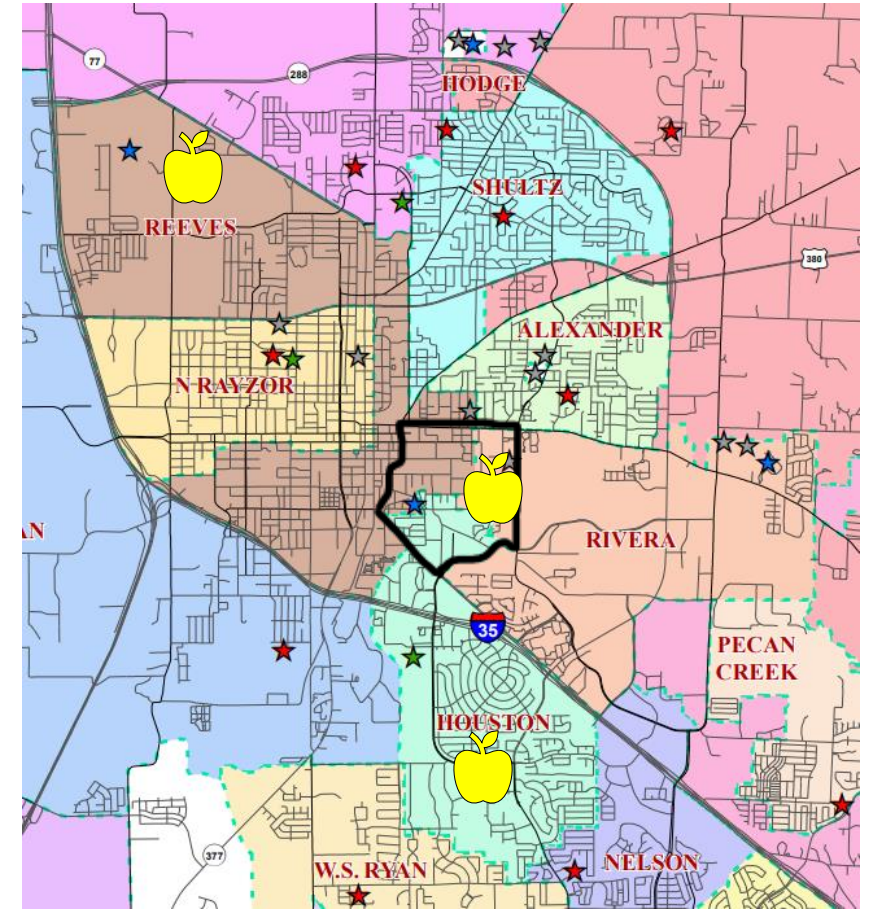 77
288
HODGE
SHULTZ
REEVES
380
ALEXANDER
N RAYZOR
AN
RIVERA
35
PECAN
CREEK
HOUSTON
377
W.S. RYAN
NELSON